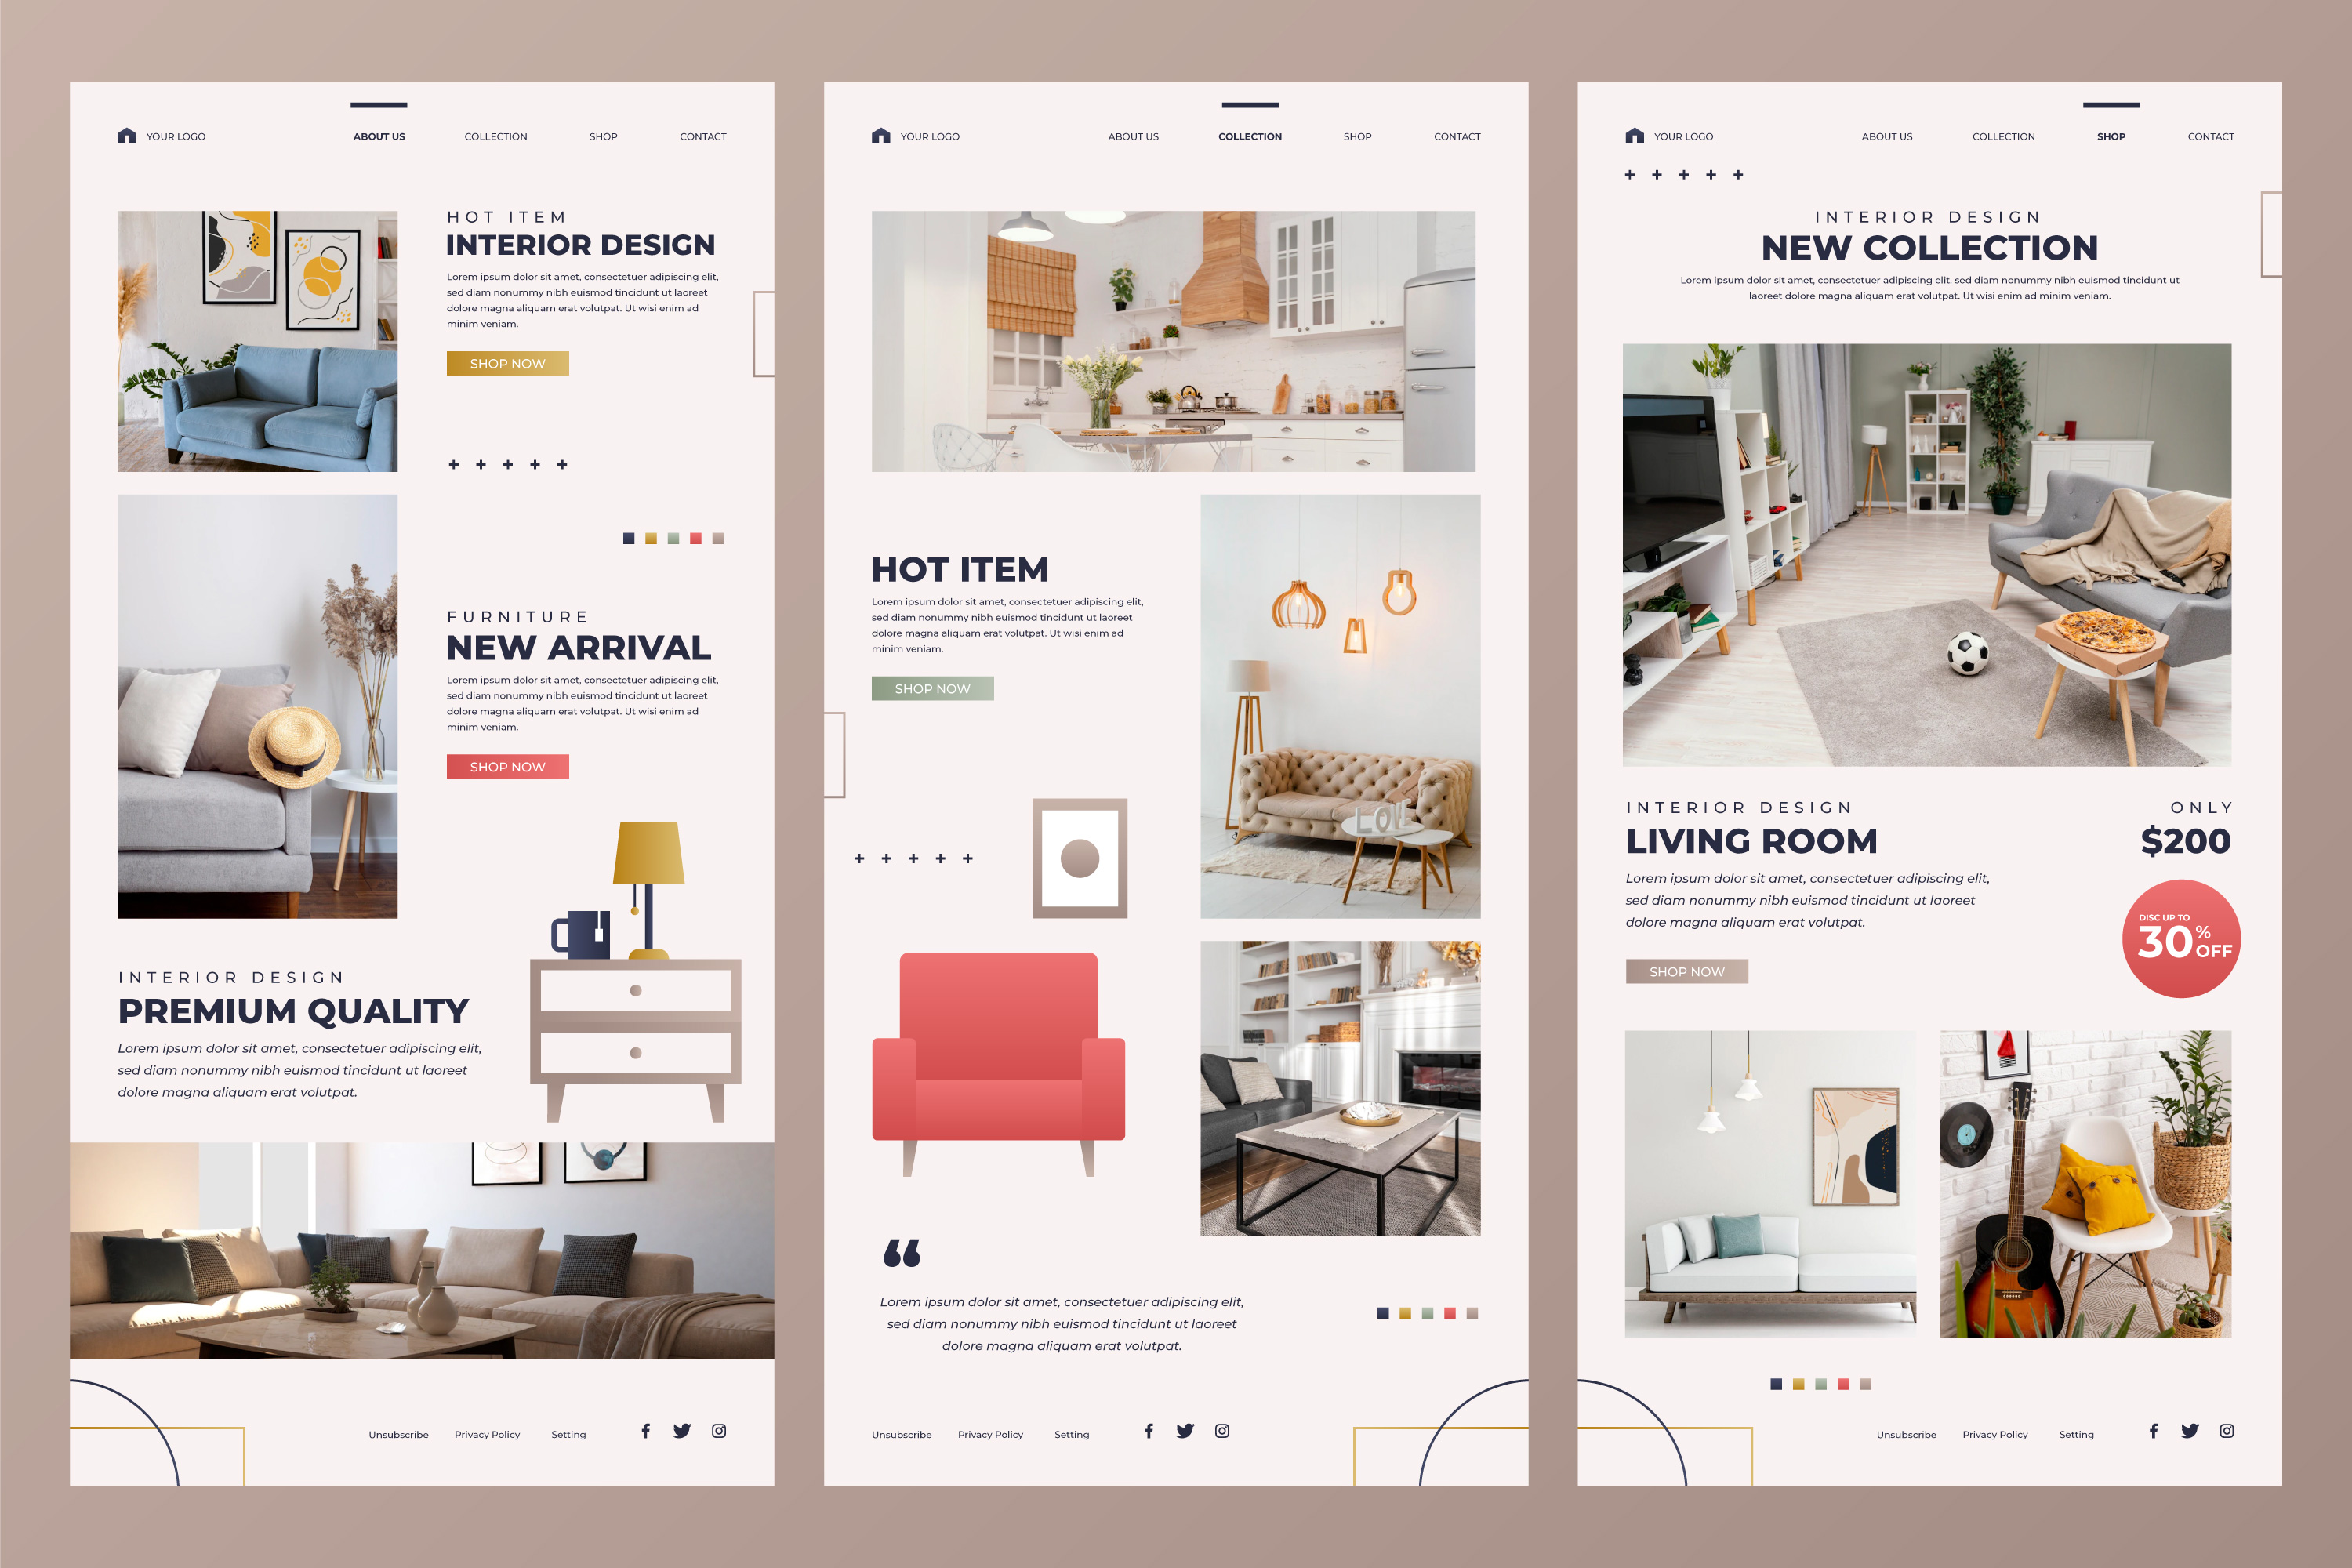 YOUR LOGO
ABOUT US
COLLECTION
SHOP
CONTACT
HOT ITEM
INTERIOR DESIGN
Lorem ipsum dolor sit amet, consectetuer adipiscing elit,
sed diam nonummy nibh euismod tincidunt ut laoreet
dolore magna aliquam erat volutpat. Ut wisi enim ad
minim veniam.
SHOP NOW
FURNITURE
NEW ARRIVAL
Lorem ipsum dolor sit amet, consectetuer adipiscing elit,
sed diam nonummy nibh euismod tincidunt ut laoreet
dolore magna aliquam erat volutpat. Ut wisi enim ad
minim veniam.
SHOP NOW
INTERIOR DESIGN
PREMIUM QUALITY
Lorem ipsum dolor sit amet, consectetuer adipiscing elit,
sed diam nonummy nibh euismod tincidunt ut laoreet
dolore magna aliquam erat volutpat.
Unsubscribe
Privacy Policy
Setting
YOUR LOGO
ABOUT US
COLLECTION
SHOP
CONTACT
HOT ITEM
Lorem ipsum dolor sit amet, consectetuer adipiscing elit,
sed diam nonummy nibh euismod tincidunt ut laoreet
dolore magna aliquam erat volutpat. Ut wisi enim ad
minim veniam.
SHOP NOW
LOVE
“
Lorem ipsum dolor sit amet, consectetuer adipiscing elit,
sed diam nonummy nibh euismod tincidunt ut laoreet
dolore magna aliquam erat volutpat.
Unsubscribe
Privacy Policy
Setting
YOUR LOGO
ABOUT US
COLLECTION
SHOP
CONTACT
INTERIOR DESIGN
NEW COLLECTION
Lorem ipsum dolor sit amet, consectetuer adipiscing elit, sed diam nonummy nibh euismod tincidunt ut
laoreet dolore magna aliquam erat volutpat. Ut wisi enim ad minim veniam.
INTERIOR DESIGN
LIVING ROOM
Lorem ipsum dolor sit amet, consectetuer adipiscing elit,
sed diam nonummy nibh euismod tincidunt ut laoreet
dolore magna aliquam erat volutpat.
SHOP NOW
ONLY
$200
DISC UP TO
30% OFF
Unsubscribe
Privacy Policy
Setting